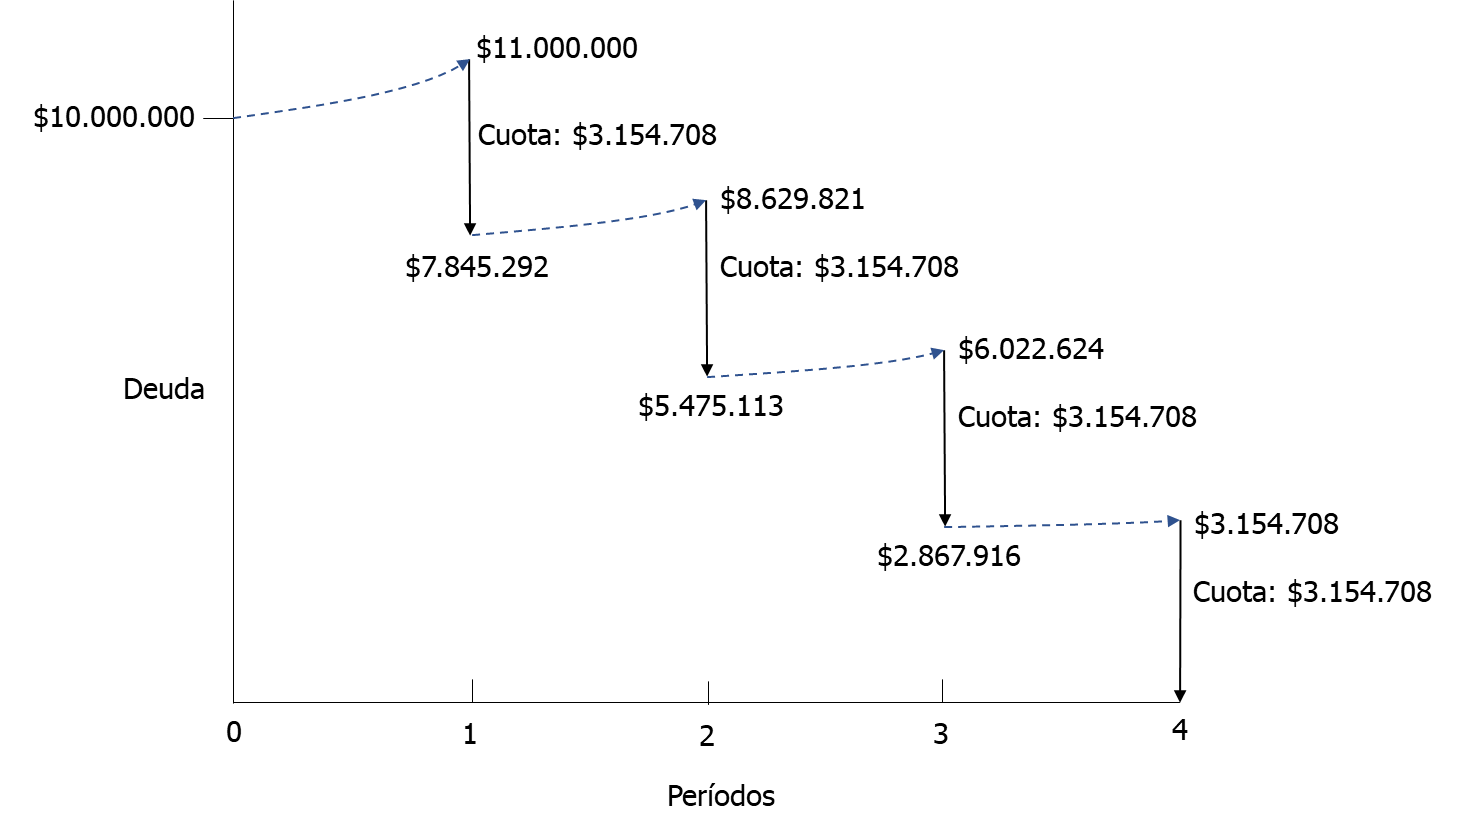 $11.000.000
$10.000.000
Cuota: $3.154.708
$8.629.821
$7.845.292
Cuota: $3.154.708
$6.022.624
Deuda
$5.475.113
Cuota: $3.154.708
$3.154.708
$2.867.916
Cuota: $3.154.708
0
1
2
3
4
Períodos